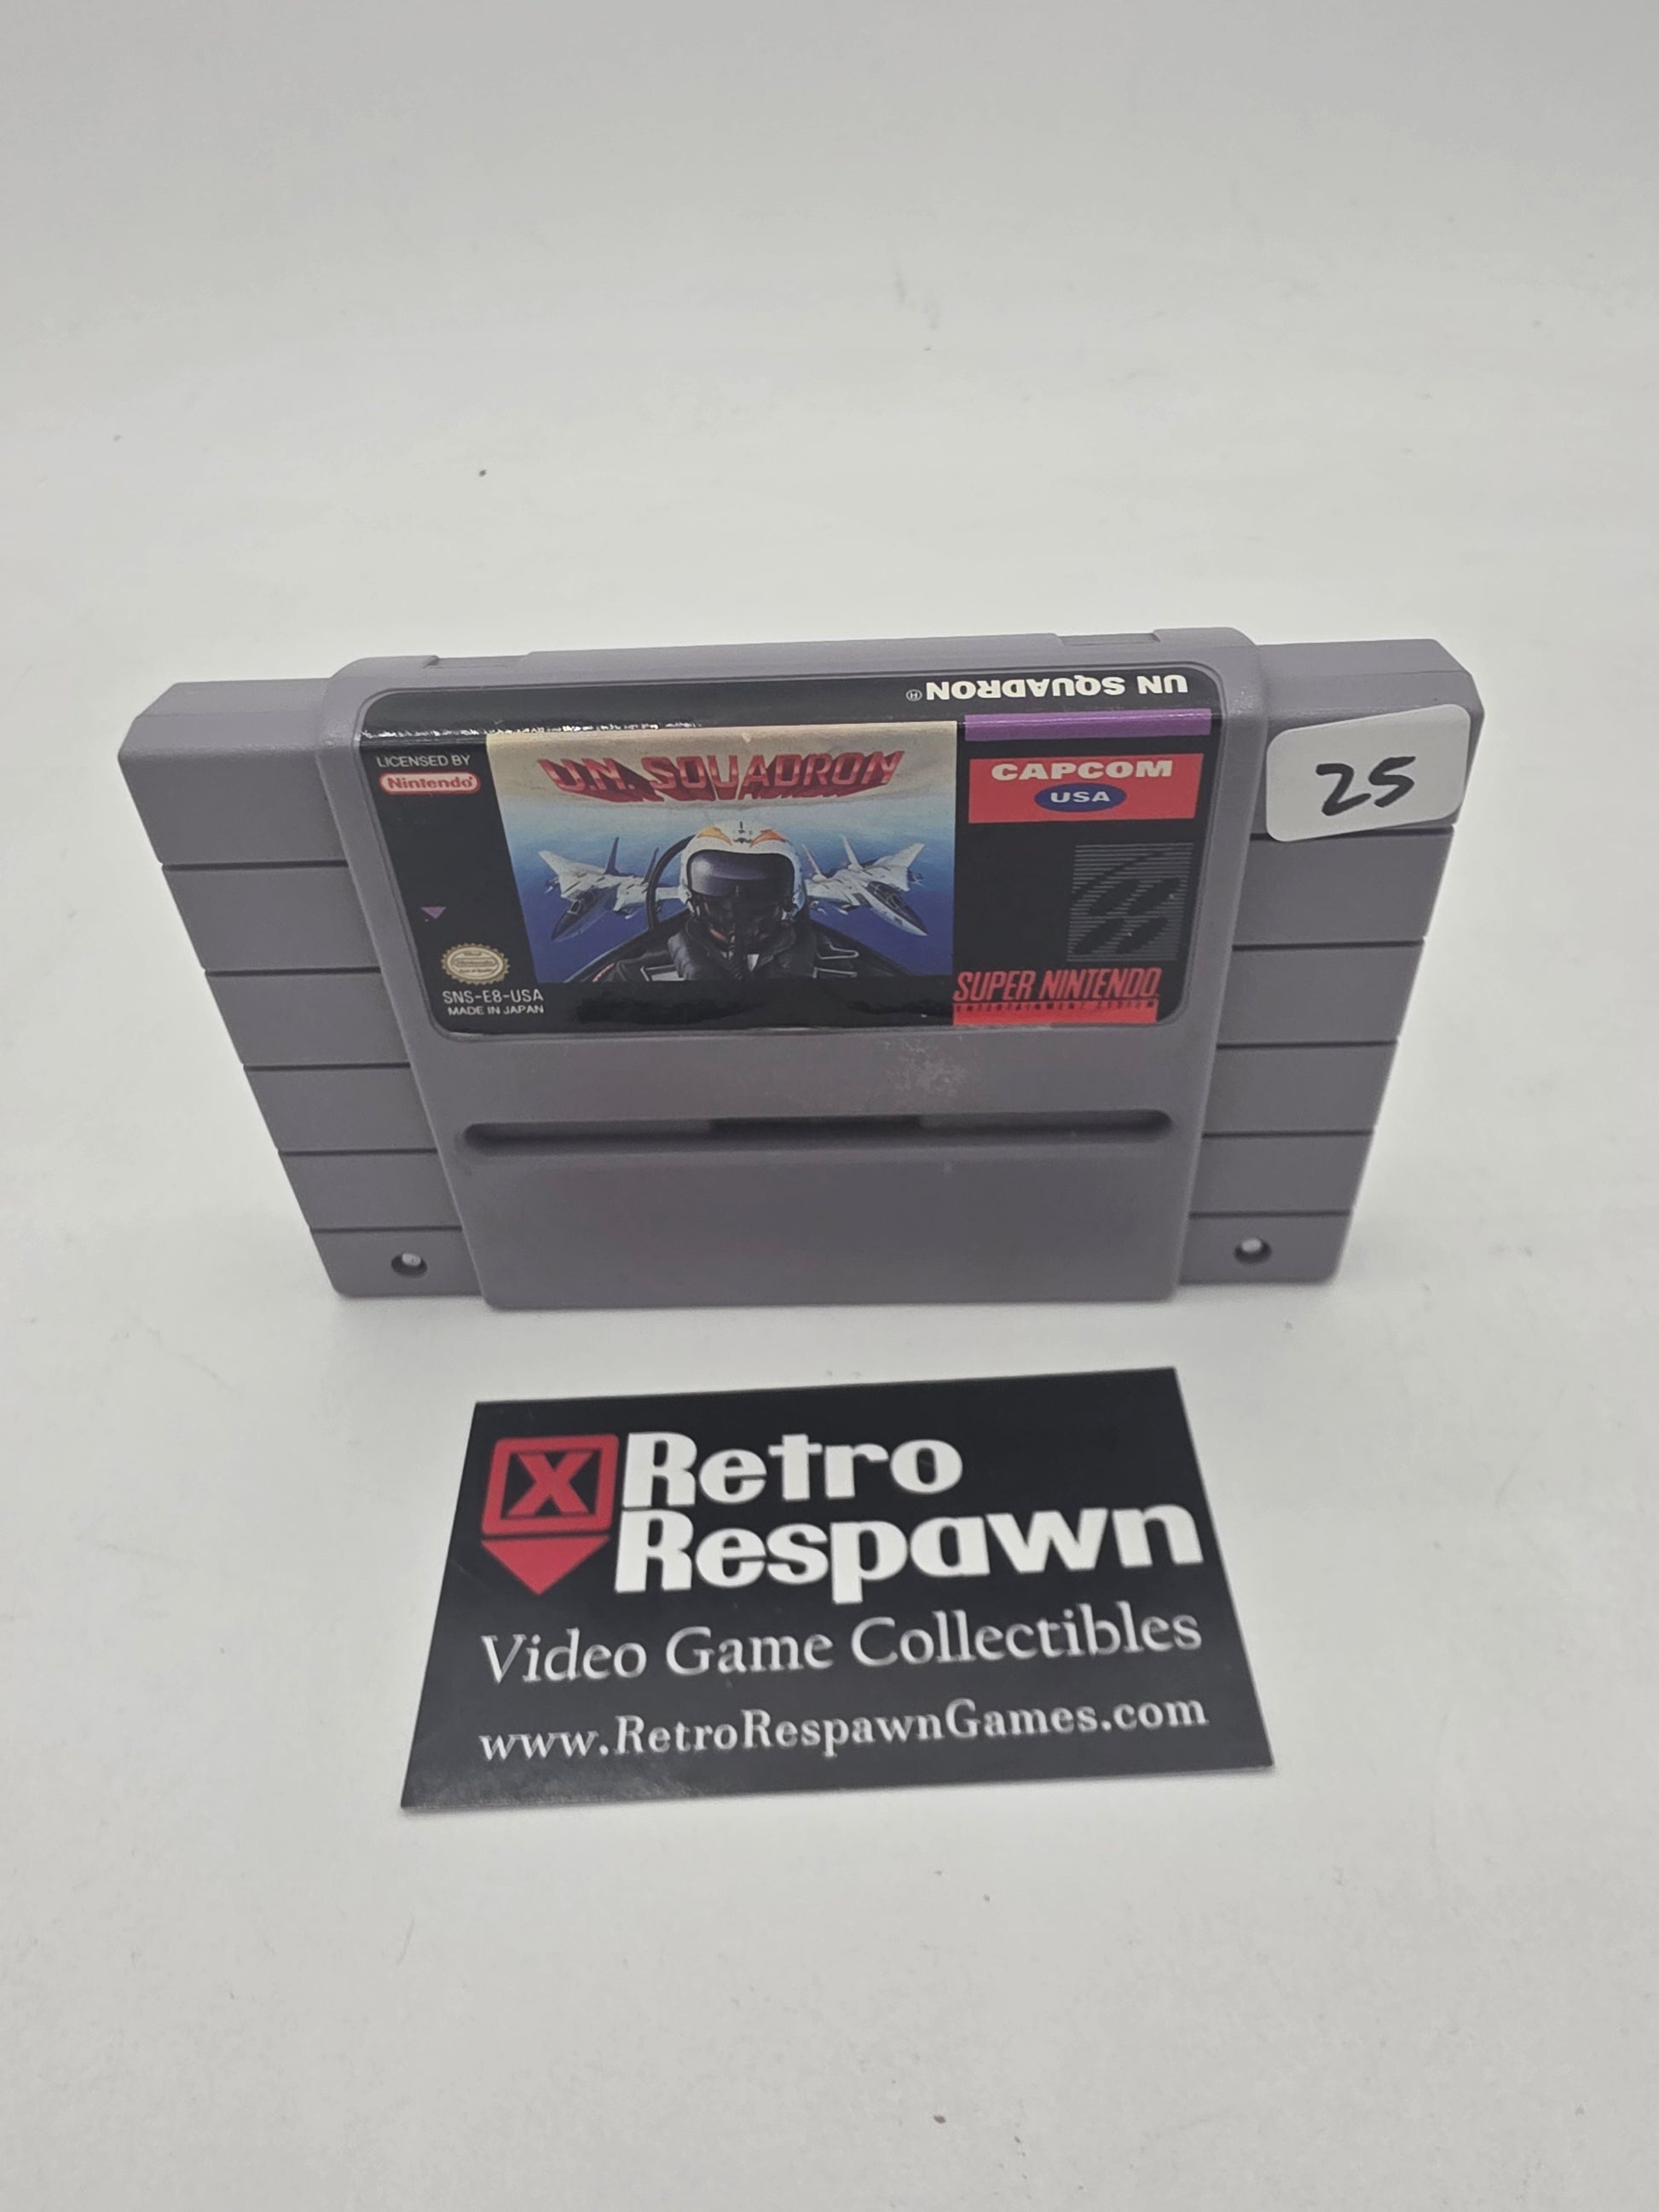 UN SQUADRON®
LICENSED BY
Nintendo®
U.N. SQUADRON
CAPCOM
USA
25
Nintendo
SNS-E8-USA
MADE IN JAPAN
SUPER NINTENDO
ENTERTAINMENT SYSTEM
X Retro
Respawn
Video Game Collectibles
www.RetroRespawnGames.com